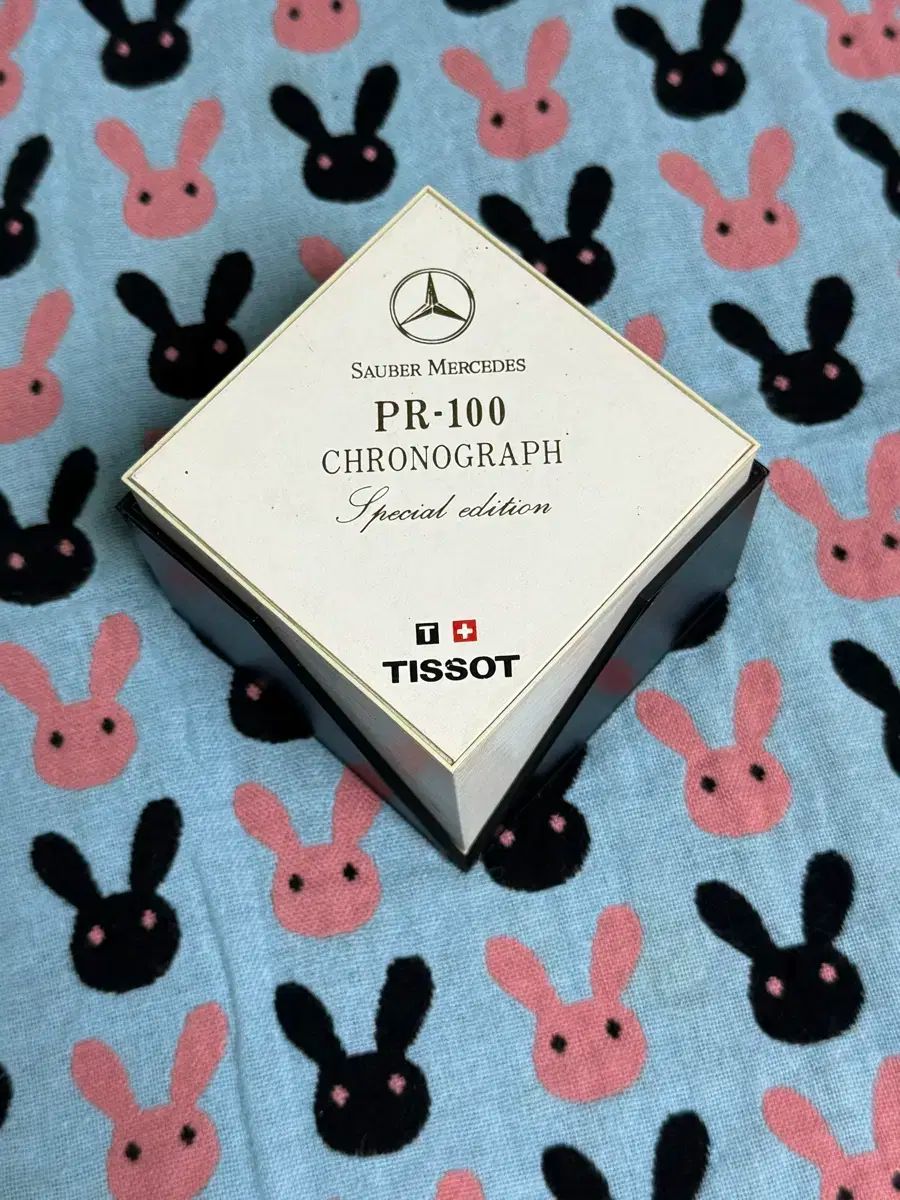 SAUBER MERCEDES
PR-100
CHRONOGRAPH
Special edition
T
TISSOT